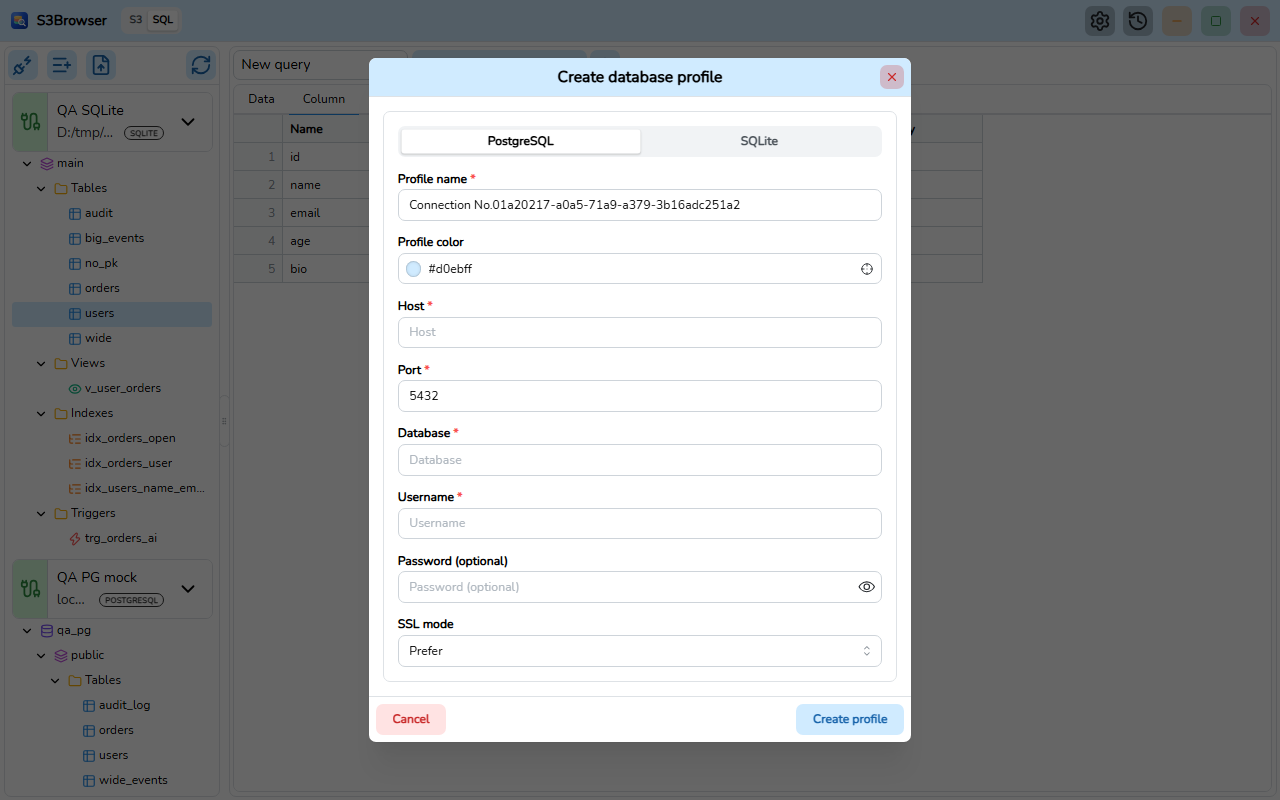 S3Browser
S3 SQL
New query
Create database profile
QA SQLite
D:/tmp/... SQLITE
main
Tables
audit
big_events
no_pk
orders
users
wide
Views
v_user_orders
Indexes
idx_orders_open
idx_orders_user
idx_users_name_em...
Triggers
trg_orders_ai
QA PG mock
loc... POSTGRESQL
qa_pg
public
Tables
audit_log
orders
users
wide_events
Data Column
Name
1 id
2 name
3 email
4 age
5 bio
PostgreSQL SQLite
Profile name *
Connection No.01a20217-a0a5-71a9-a379-3b16adc251a2
Profile color
#d0ebff
Host *
Host
Port *
5432
Database *
Database
Username *
Username
Password (optional)
Password (optional)
SSL mode
Prefer
Cancel Create profile